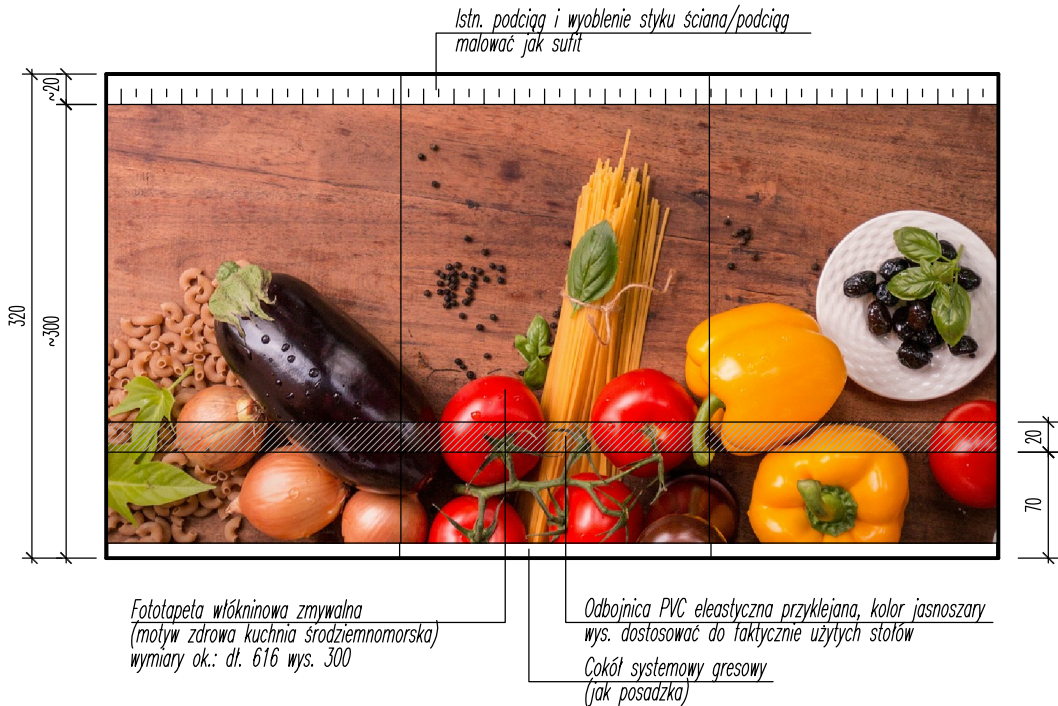 Istn. podciąg i wyoblenie styku ściana/podciąg
malować jak sufit
~20
320
~300
20
70
Fototapeta włókninowa zmywalna
(motyw zdrowa kuchnia środziemnomorska)
wymiary ok.: dł. 616 wys. 300
Odbojnica PVC eleastyczna przyklejana, kolor jasnoszary
wys. dostosować do faktycznie użytych stołów
Cokół systemowy gresowy
(jak posadzka)